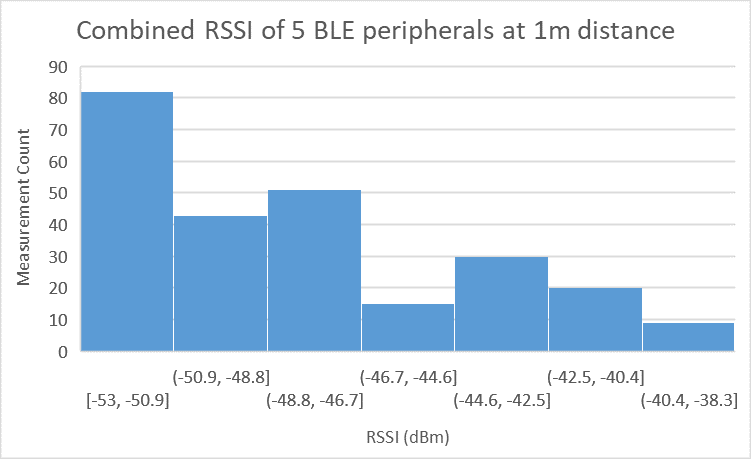 Combined RSSI of 5 BLE peripherals at 1m distance
90
80
70
60
50
40
30
20
10
0
Measurement Count
(-50.9, -48.8] (-46.7, -44.6] (-42.5, -40.4]
[-53, -50.9] (-48.8, -46.7] (-44.6, -42.5] (-40.4, -38.3]
RSSI (dBm)